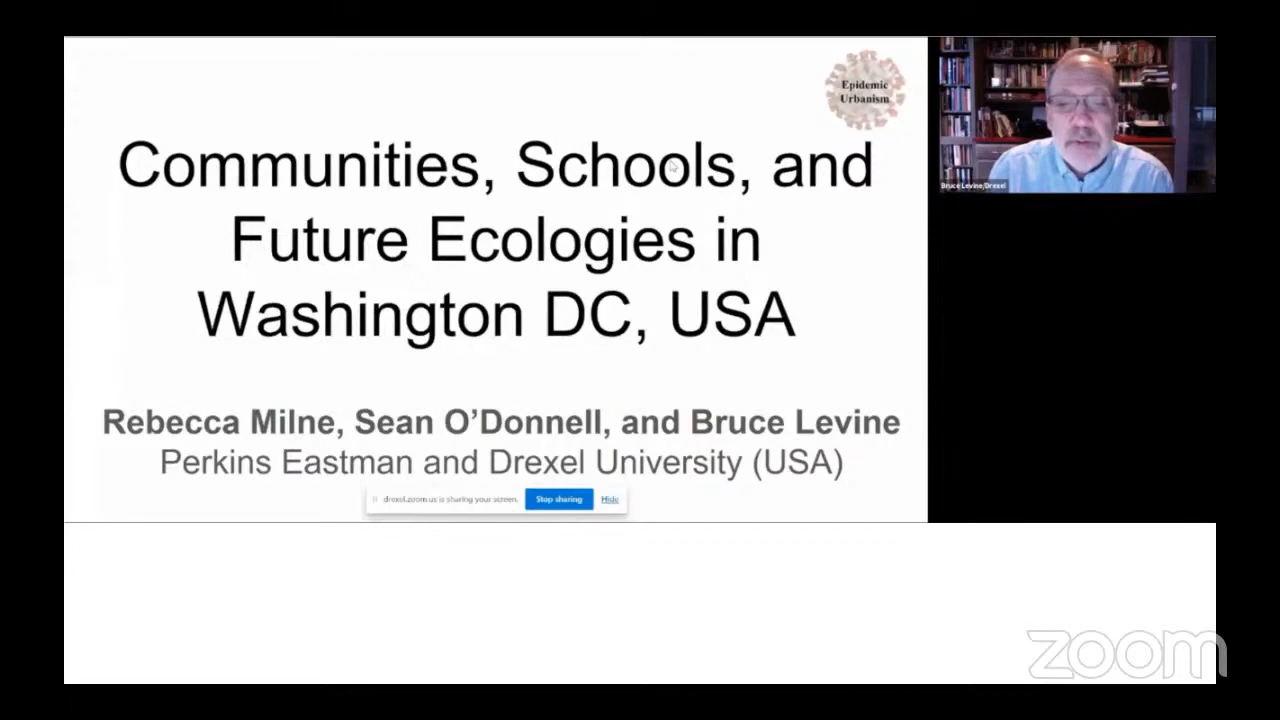 Epidemic
Urbanism
Communities, Schools, and
Future Ecologies in
Washington DC, USA
Rebecca Milne, Sean O'Donnell, and Bruce Levine
Perkins Eastman and Drexel University (USA)
drexel.zoom.us is sharing your screen. Stop sharing Hide
Bruce Levine/Drexel
zoom